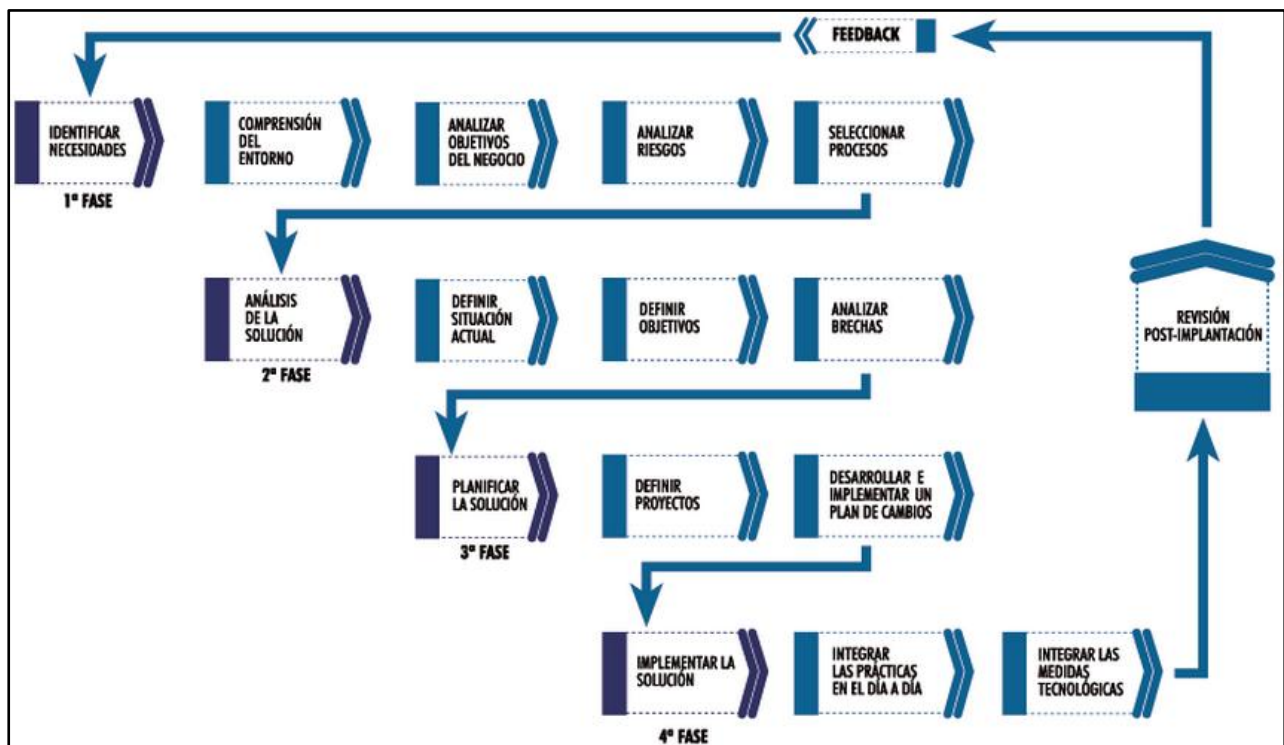 FEEDBACK
IDENTIFICAR
NECESIDADES
1ª FASE
COMPRENSIÓN
DEL
ENTORNO
ANALIZAR
OBJETIVOS
DEL NEGOCIO
ANALIZAR
RIESGOS
SELECCIONAR
PROCESOS
ANÁLISIS
DE LA
SOLUCIÓN
2ª FASE
DEFINIR
SITUACIÓN
ACTUAL
DEFINIR
OBJETIVOS
ANALIZAR
BRECHAS
REVISIÓN
POST-IMPLANTACIÓN
PLANIFICAR
LA SOLUCIÓN
3ª FASE
DEFINIR
PROYECTOS
DESARROLLAR E
IMPLEMENTAR UN
PLAN DE CAMBIOS
IMPLEMENTAR LA
SOLUCIÓN
4ª FASE
INTEGRAR
LAS PRÁCTICAS
EN EL DÍA A DÍA
INTEGRAR LAS
MEDIDAS
TECNOLÓGICAS